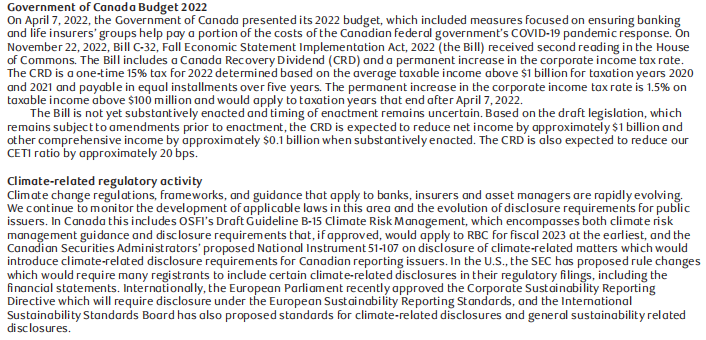 Government of Canada Budget 2022
On April 7, 2022, the Government of Canada presented its 2022 budget, which included measures focused on ensuring banking
and life insurers' groups help pay a portion of the costs of the Canadian federal government's COVID-19 pandemic response. On
November 22, 2022, Bill C-32, Fall Economic Statement Implementation Act, 2022 (the Bill) received second reading in the House
of Commons. The Bill includes a Canada Recovery Dividend (CRD) and a permanent increase in the corporate income tax rate.
The CRD is a one-time 15% tax for 2022 determined based on the average taxable income above $1 billion for taxation years 2020
and 2021 and payable in equal installments over five years. The permanent increase in the corporate income tax rate is 1.5% on
taxable income above $100 million and would apply to taxation years that end after April 7, 2022.
The Bill is not yet substantively enacted and timing of enactment remains uncertain. Based on the draft legislation, which
remains subject to amendments prior to enactment, the CRD is expected to reduce net income by approximately $1 billion and
other comprehensive income by approximately $0.1 billion when substantively enacted. The CRD is also expected to reduce our
CET1 ratio by approximately 20 bps.
Climate-related regulatory activity
Climate change regulations, frameworks, and guidance that apply to banks, insurers and asset managers are rapidly evolving.
We continue to monitor the development of applicable laws in this area and the evolution of disclosure requirements for public
issuers. In Canada this includes OSFI's Draft Guideline B-15 Climate Risk Management, which encompasses both climate risk
management guidance and disclosure requirements that, if approved, would apply to RBC for fiscal 2023 at the earliest, and the
Canadian Securities Administrators' proposed National Instrument 51-107 on disclosure of climate-related matters which would
introduce climate-related disclosure requirements for Canadian reporting issuers. In the U.S., the SEC has proposed rule changes
which would require many registrants to include certain climate-related disclosures in their regulatory filings, including the
financial statements. Internationally, the European Parliament recently approved the Corporate Sustainability Reporting
Directive which will require disclosure under the European Sustainability Reporting Standards, and the International
Sustainability Standards Board has also proposed standards for climate-related disclosures and general sustainability related
disclosures.